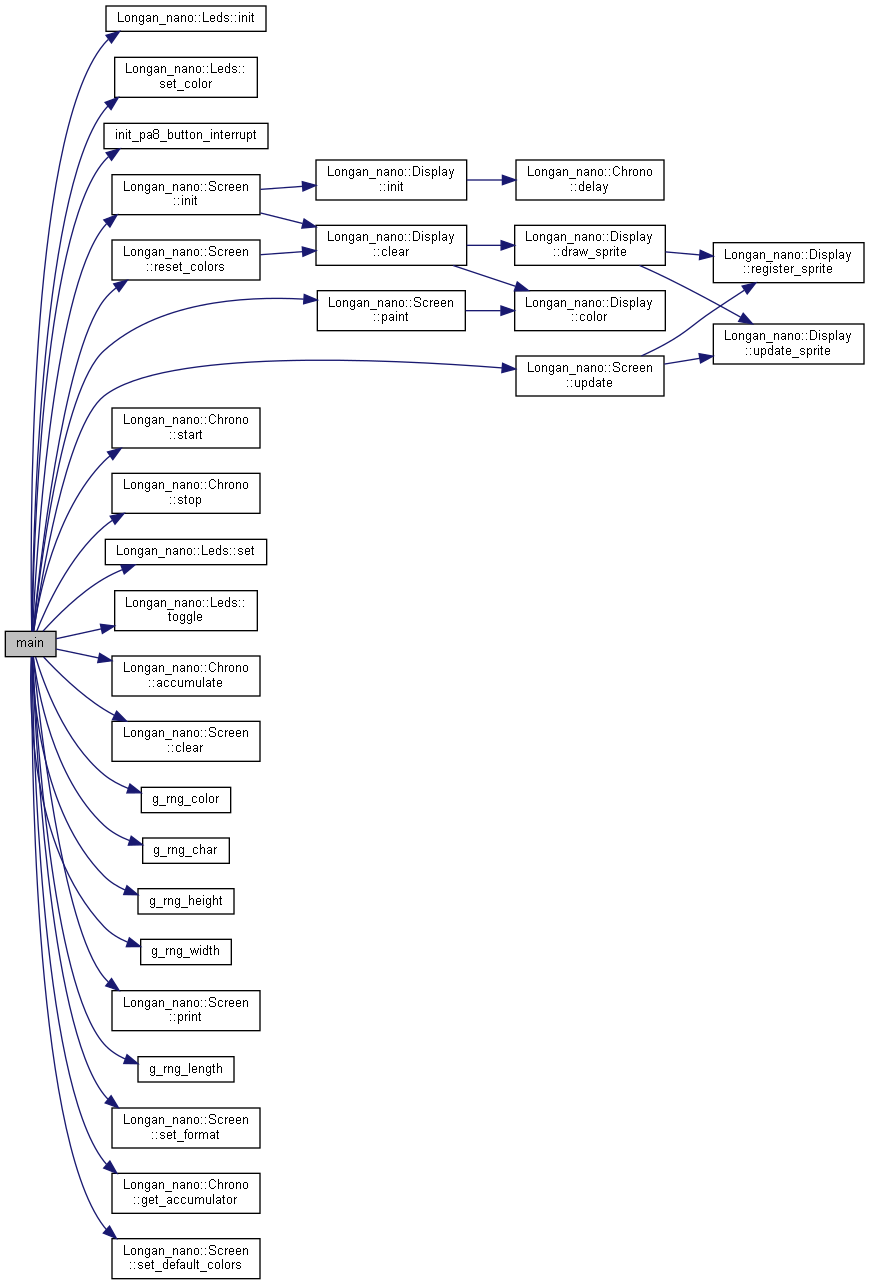 Longan_nano::Leds::init
Longan_nano::Leds::
set_color
init_pa8_button_interrupt
Longan_nano::Screen
::init
Longan_nano::Display
::init
Longan_nano::Chrono
::delay
Longan_nano::Screen
::reset_colors
Longan_nano::Display
::clear
Longan_nano::Display
::draw_sprite
Longan_nano::Display
::register_sprite
Longan_nano::Screen
::paint
Longan_nano::Display
::color
Longan_nano::Display
::update_sprite
Longan_nano::Screen
::update
Longan_nano::Chrono
::start
Longan_nano::Chrono
::stop
Longan_nano::Leds::set
Longan_nano::Leds::
toggle
main
Longan_nano::Chrono
::accumulate
Longan_nano::Screen
::clear
g_rng_color
g_rng_char
g_rng_height
g_rng_width
Longan_nano::Screen
::print
g_rng_length
Longan_nano::Screen
::set_format
Longan_nano::Chrono
::get_accumulator
Longan_nano::Screen
::set_default_colors